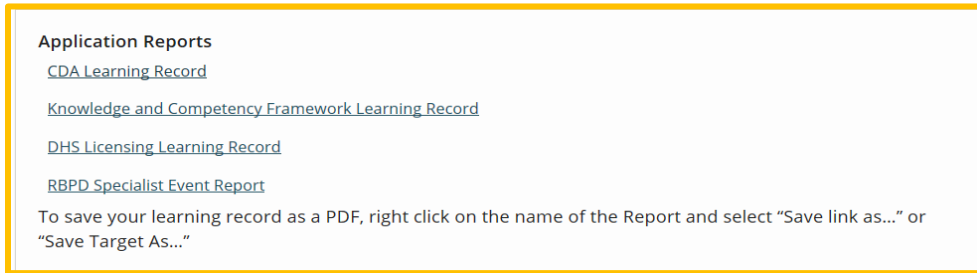 Application Reports
CDA Learning Record
Knowledge and Competency Framework Learning Record
DHS Licensing Learning Record
RBPD Specialist Event Report
To save your learning record as a PDF, right click on the name of the Report and select “Save link as...” or
“Save Target As...”